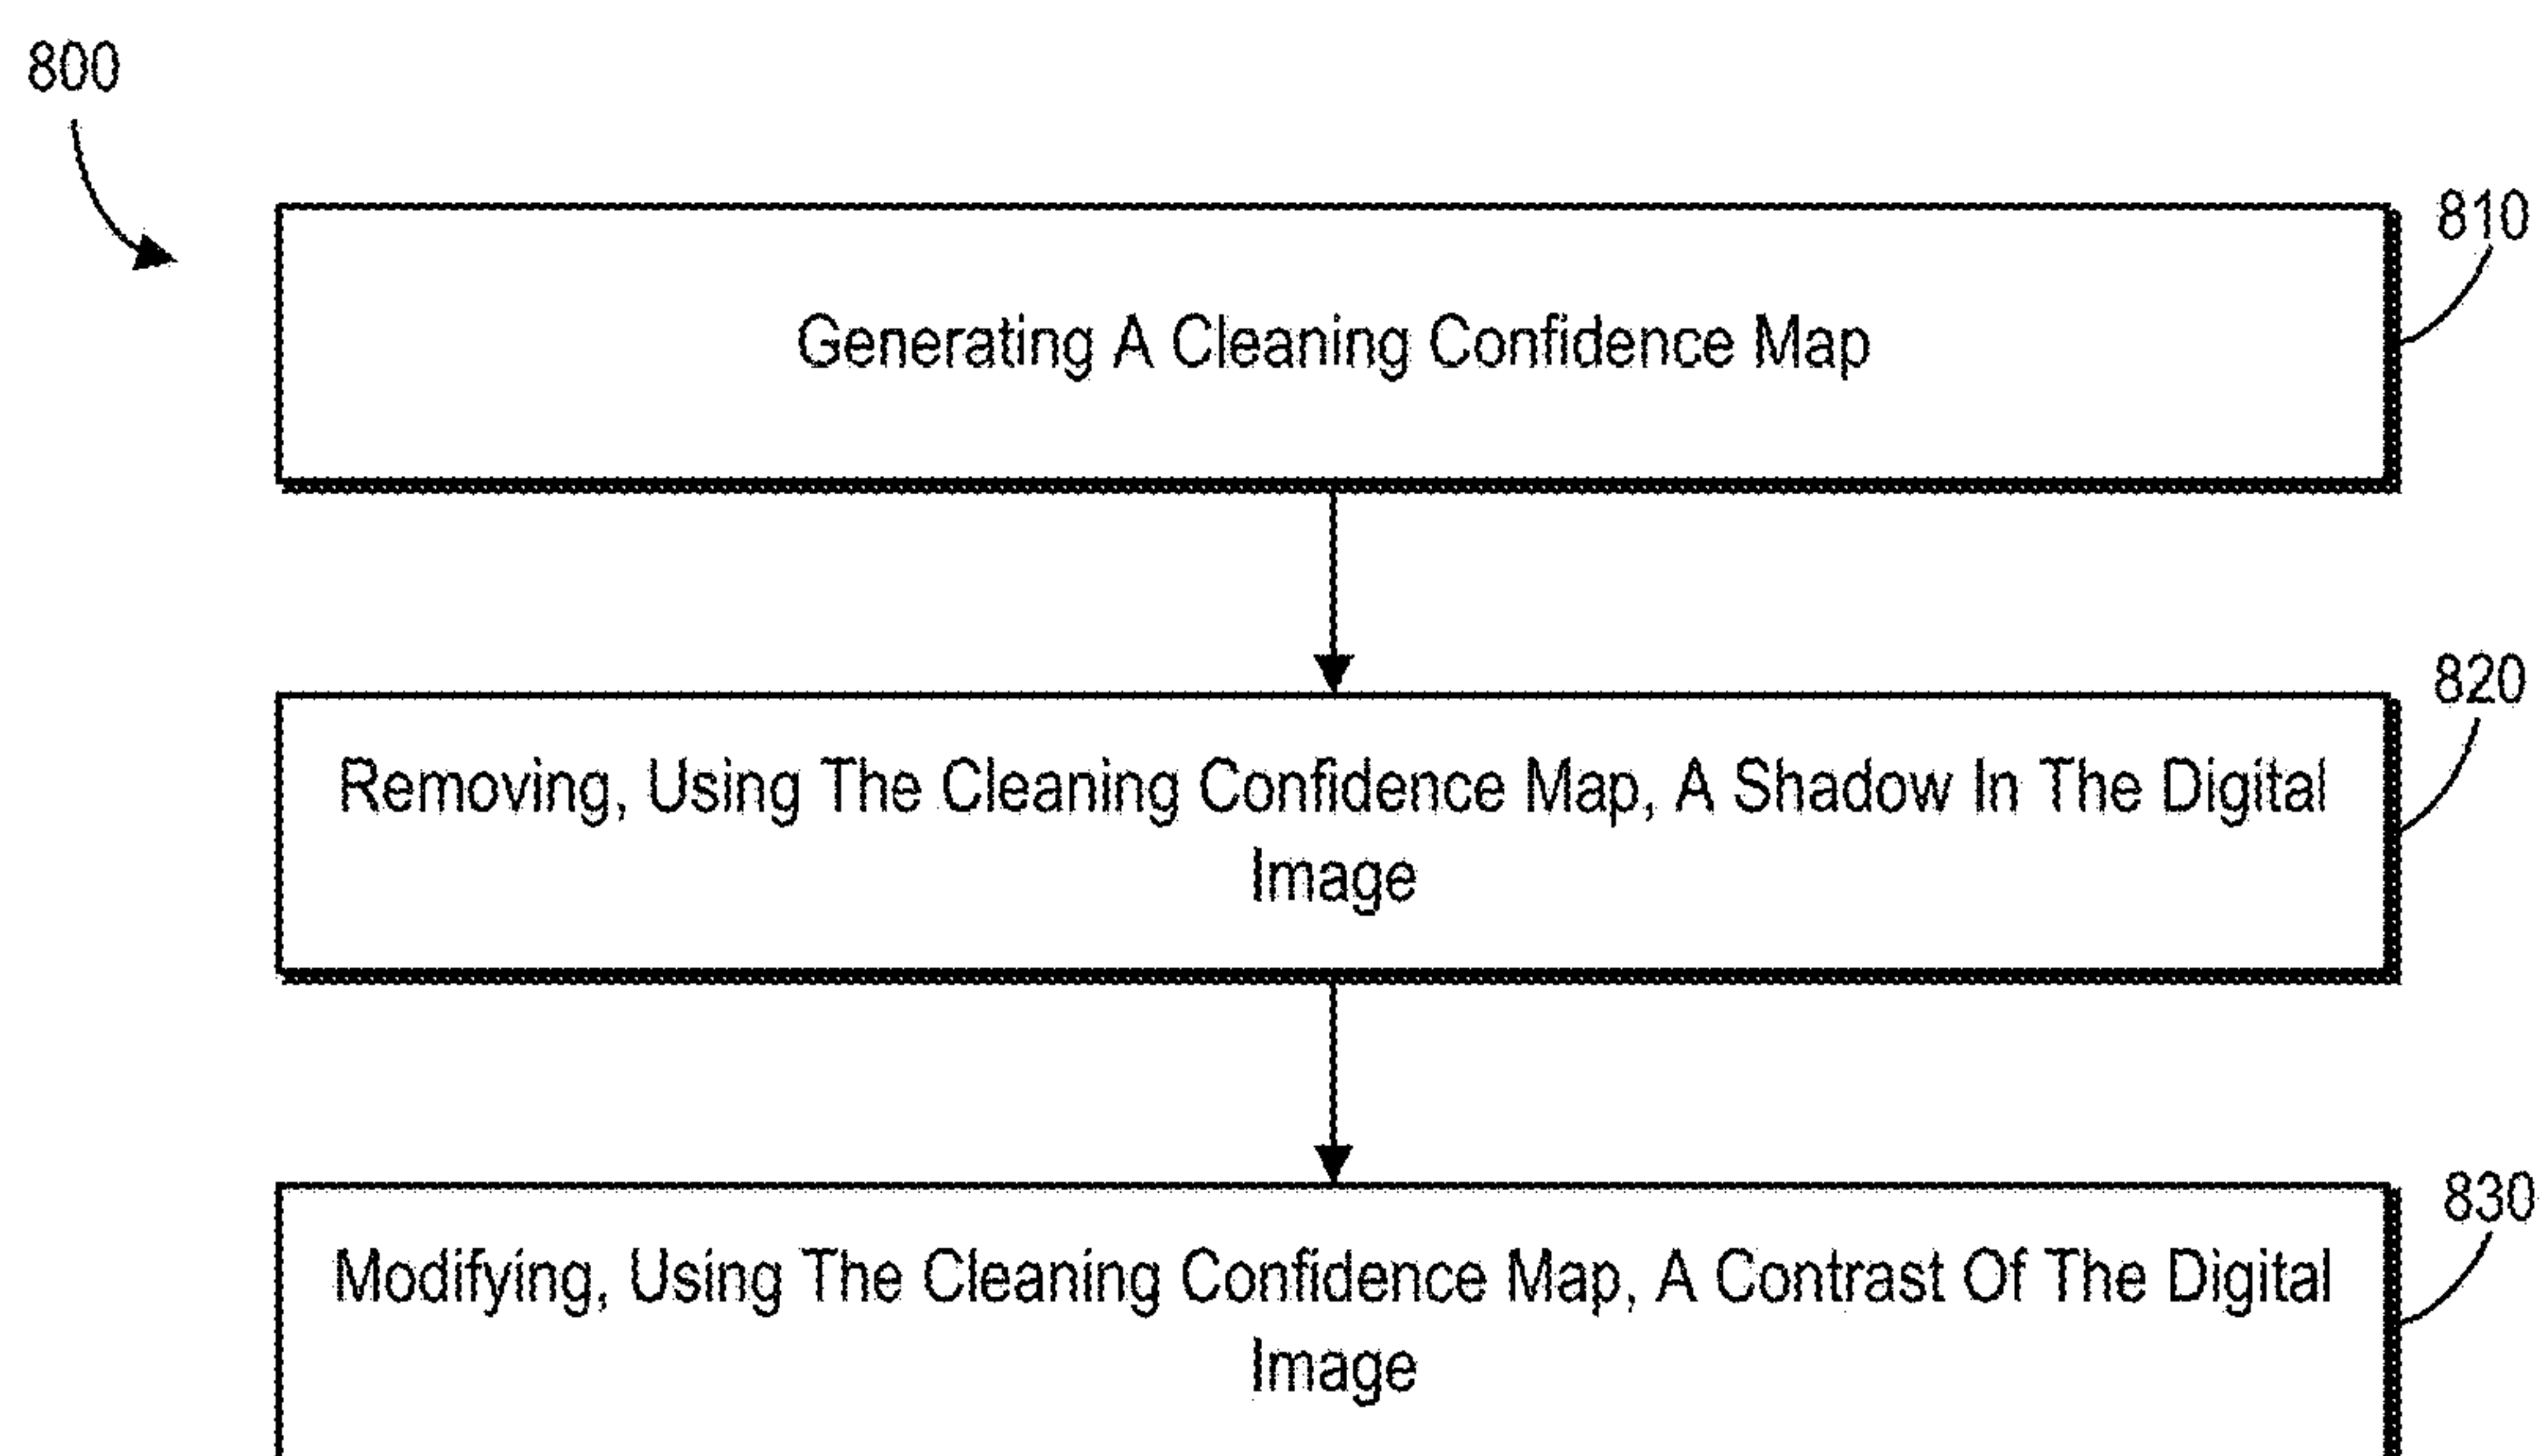 800
810
Generating A Cleaning Confidence Map
820
Removing, Using The Cleaning Confidence Map, A Shadow In The Digital
Image
830
Modifying, Using The Cleaning Confidence Map, A Contrast Of The Digital
Image